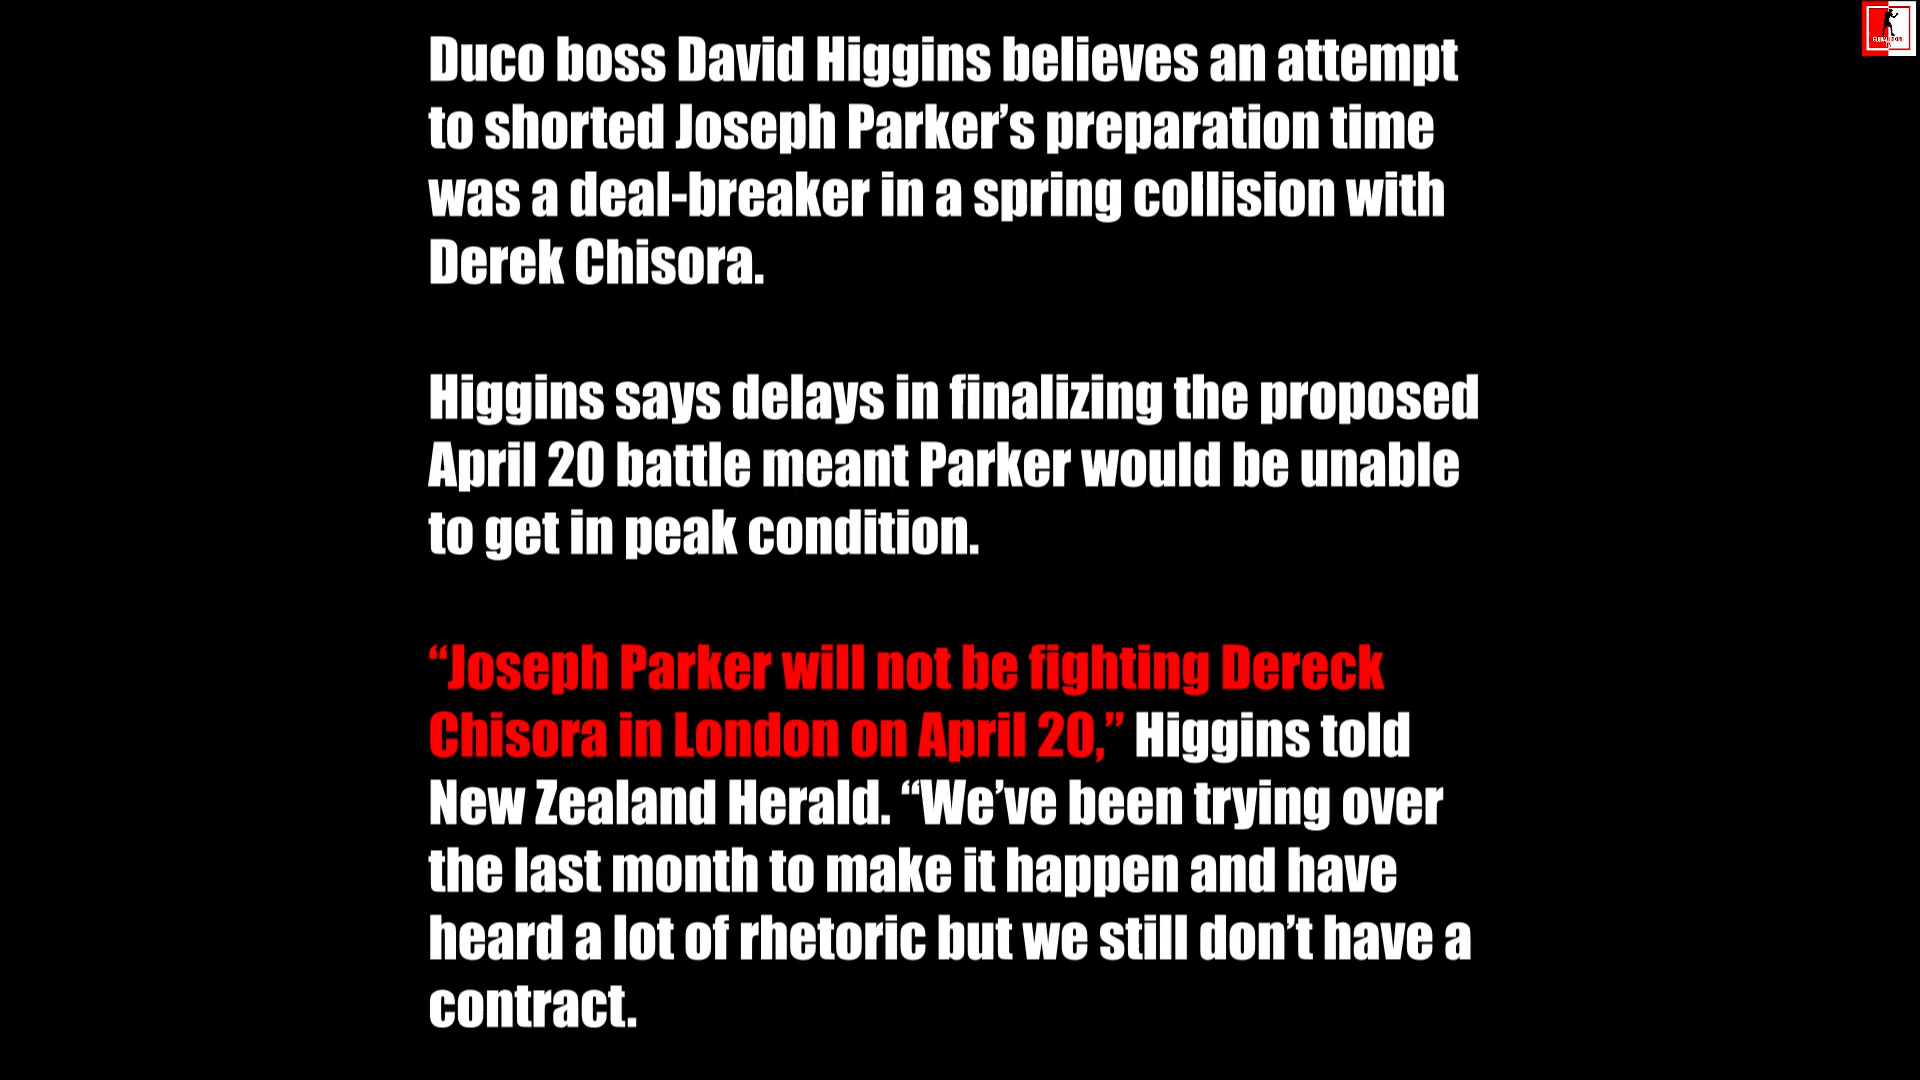 Duco boss David Higgins believes an attempt
to shorted Joseph Parker’s preparation time
was a deal-breaker in a spring collision with
Derek Chisora.
Higgins says delays in finalizing the proposed
April 20 battle meant Parker would be unable
to get in peak condition.
“Joseph Parker will not be fighting Dereck
Chisora in London on April 20,” Higgins told
New Zealand Herald. “We’ve been trying over
the last month to make it happen and have
heard a lot of rhetoric but we still don’t have a
contract.